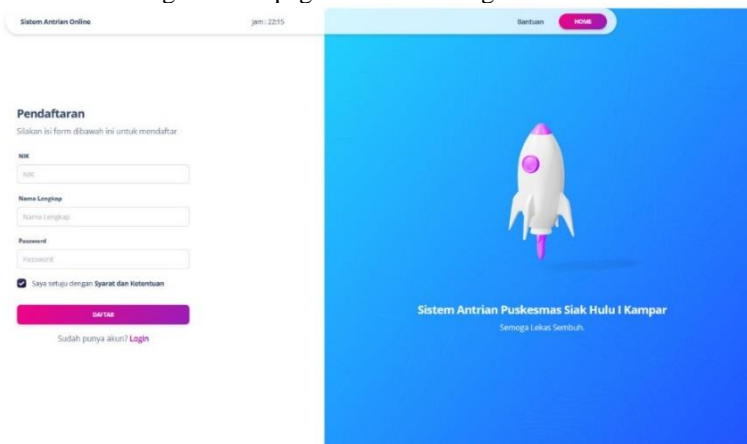 Sistem Antrian Online
Jam : 22:15
Bantuan
HOME
Pendaftaran
Silakan isi form dibawah ini untuk mendaftar
NIK
NIK
Nama Lengkap
Nama Lengkap
Password
Password
Saya setuju dengan Syarat dan Ketentuan
DAFTAR
Sudah punya akun? Login
Sistem Antrian Puskesmas Siak Hulu I Kampar
Semoga Lekas Sembuh.